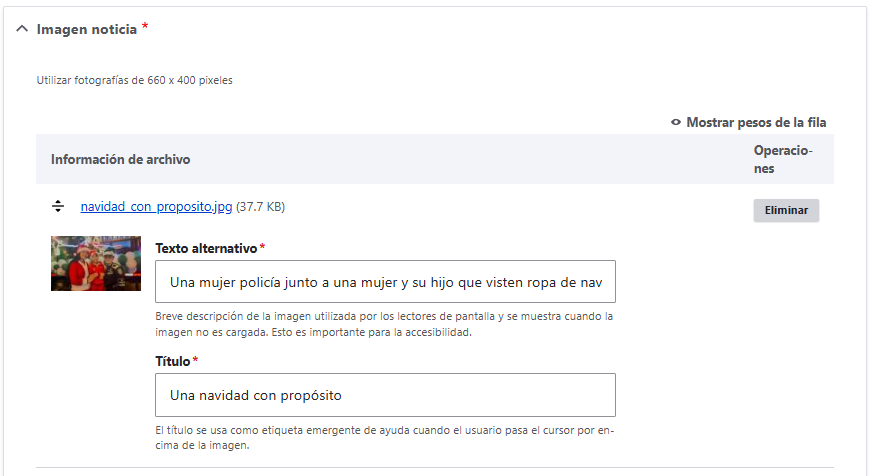 Imagen noticia *
Utilizar fotografías de 660 x 400 pixeles
Mostrar pesos de la fila
Información de archivo
Operacio-
nes
navidad_con_proposito.jpg (37.7 KB)
Eliminar
Texto alternativo *
Una mujer policía junto a una mujer y su hijo que visten ropa de nav
Breve descripción de la imagen utilizada por los lectores de pantalla y se muestra cuando la
imagen no es cargada. Esto es importante para la accesibilidad.
Título *
Una navidad con propósito
El título se usa como etiqueta emergente de ayuda cuando el usuario pasa el cursor por en-
cima de la imagen.